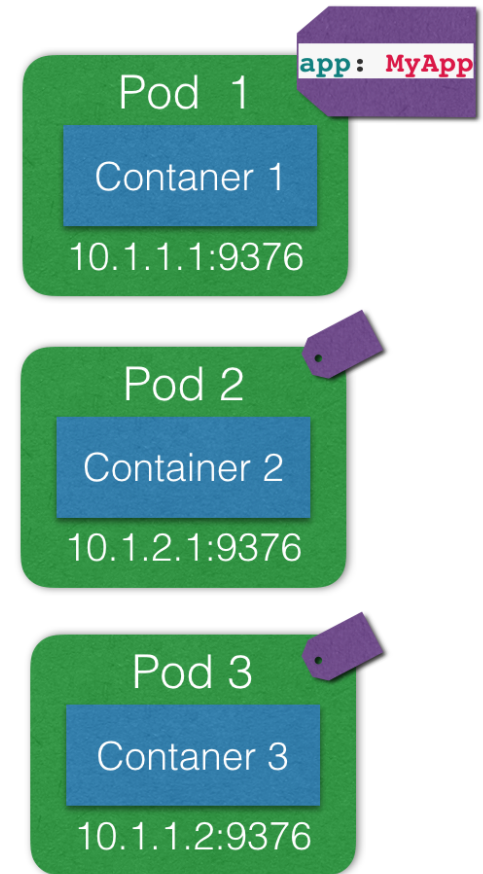 app: MyApp
Pod 1
Contaner 1
10.1.1.1:9376
Pod 2
Container 2
10.1.2.1:9376
Pod 3
Contaner 3
10.1.1.2:9376